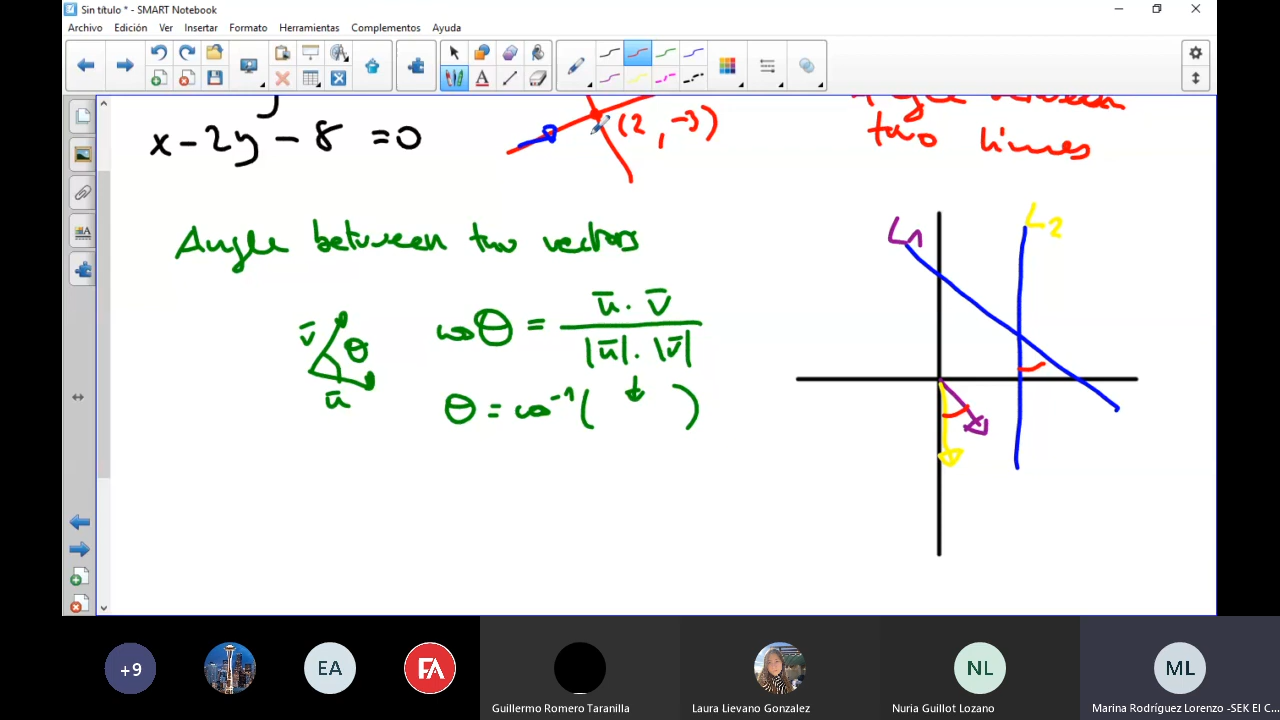 Sin título * - SMART Notebook
Archivo Edición Ver Insertar Formato Herramientas Complementos Ayuda
two lines
x-2y-8=0
(2, -3)
Angle between two vectors
L1
L2
v̅
θ
u̅
cosθ = u̅·v̅ / |u̅|·|v̅|
θ = cos⁻¹( )
+9
EA
FA
NL
ML
Guillermo Romero Taranilla
Laura Lievano Gonzalez
Nuria Guillot Lozano
Marina Rodríguez Lorenzo -SEK El C...